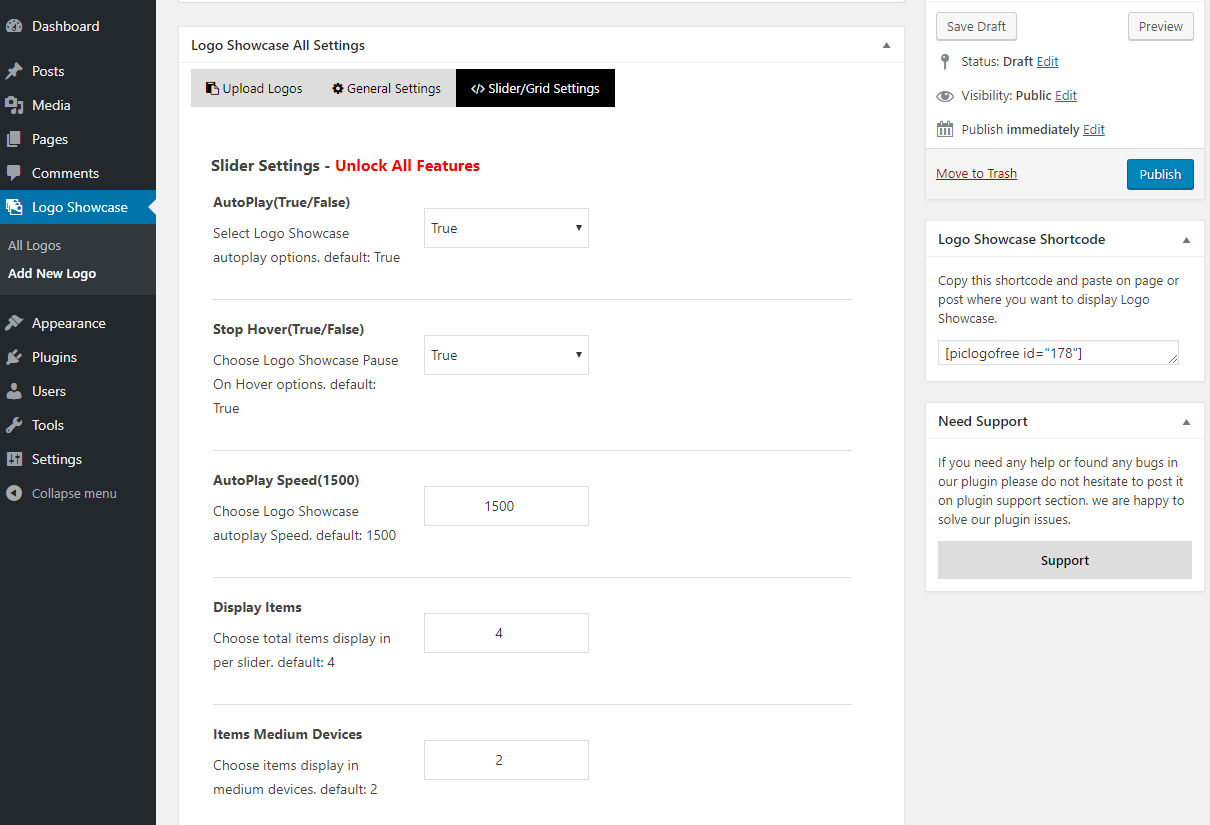 Dashboard
Posts
Media
Pages
Comments
Logo Showcase
All Logos
Add New Logo
Appearance
Plugins
Users
Tools
Settings
Collapse menu
Logo Showcase All Settings
Upload Logos
General Settings
Slider/Grid Settings
Slider Settings - Unlock All Features
AutoPlay(True/False)
Select Logo Showcase
autoplay options. default: True
True
Stop Hover(True/False)
Choose Logo Showcase Pause
On Hover options. default:
True
True
AutoPlay Speed(1500)
Choose Logo Showcase
autoplay Speed. default: 1500
1500
Display Items
Choose total items display in
per slider. default: 4
4
Items Medium Devices
Choose items display in
medium devices. default: 2
2
Save Draft
Preview
Status: Draft Edit
Visibility: Public Edit
Publish immediately Edit
Move to Trash
Publish
Logo Showcase Shortcode
Copy this shortcode and paste on page or
post where you want to display Logo
Showcase.
[piclogofree id="178"]
Need Support
If you need any help or found any bugs in
our plugin please do not hesitate to post it
on plugin support section. we are happy to
solve our plugin issues.
Support